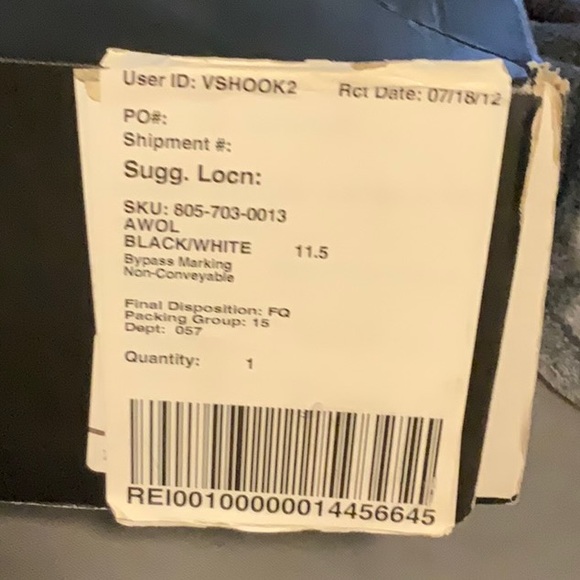 User ID: VSHOOK2 Rct Date: 07/18/12
PO#:
Shipment #:
Sugg. Locn:
SKU: 805-703-0013
AWOL
BLACK/WHITE 11.5
Bypass Marking
Non-Conveyable
Final Disposition: FQ
Packing Group: 15
Dept: 057
Quantity: 1
REI00100000014456645